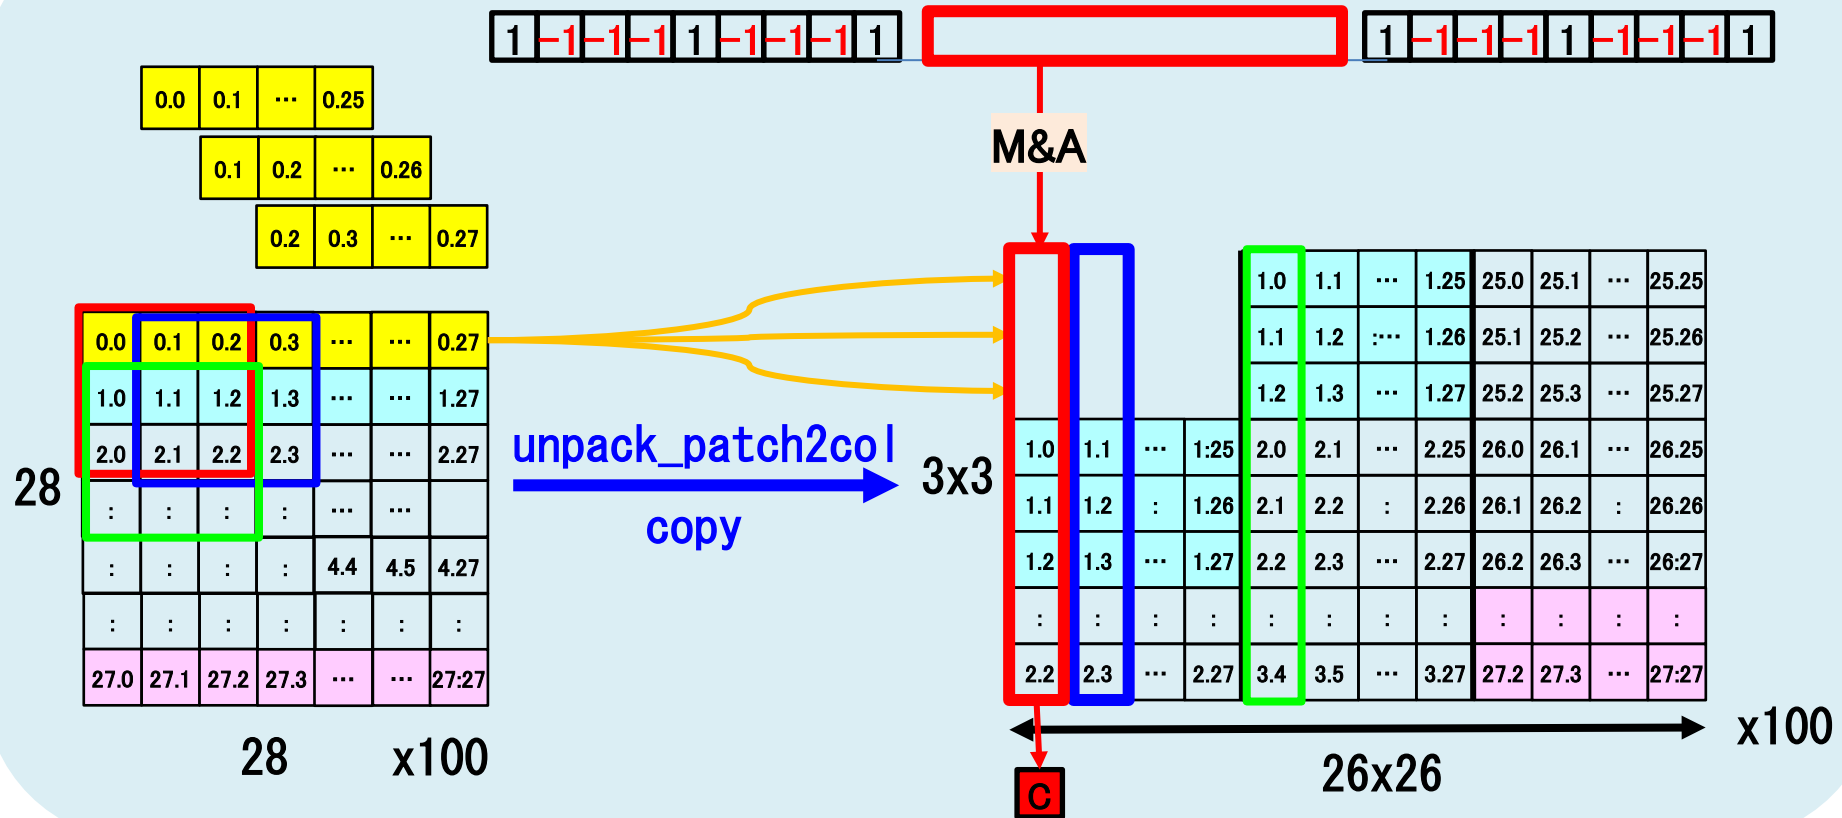 1 -1 -1 -1 1 -1 -1 -1 1
1 -1 -1 -1 1 -1 -1 -1 1
M&A
0.0 0.1 … 0.25
0.1 0.2 … 0.26
0.2 0.3 … 0.27
0.0 0.1 0.2 0.3 … … 0.27
1.0 1.1 1.2 1.3 … … 1.27
2.0 2.1 2.2 2.3 … … 2.27
: : : : … …
: : : : 4.4 4.5 4.27
: : : : : : :
27.0 27.1 27.2 27.3 … … 27:27
28
28 x100
unpack_patch2col
copy
3x3
1.0 1.1 … 1.25 25.0 25.1 … 25.25
1.1 1.2 :… 1.26 25.1 25.2 … 25.26
1.2 1.3 … 1.27 25.2 25.3 … 25.27
1.0 1.1 … 1:25 2.0 2.1 … 2.25 26.0 26.1 … 26.25
1.1 1.2 : 1.26 2.1 2.2 : 2.26 26.1 26.2 : 26.26
1.2 1.3 … 1.27 2.2 2.3 … 2.27 26.2 26.3 … 26:27
: : : : : : : : : : : :
2.2 2.3 … 2.27 3.4 3.5 … 3.27 27.2 27.3 … 27:27
x100
26x26
C